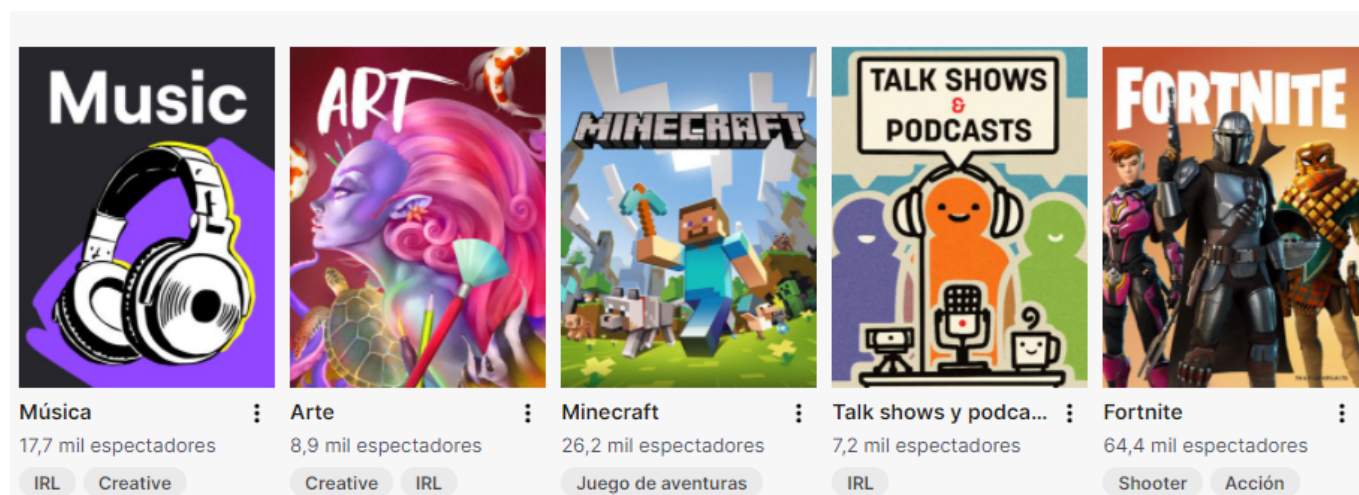 Music
ART
MINECRAFT
TALK SHOWS
&
PODCASTS
FORTNITE
Música
17,7 mil espectadores
IRL Creative
Arte
8,9 mil espectadores
Creative IRL
Minecraft
26,2 mil espectadores
Juego de aventuras
Talk shows y podca...
7,2 mil espectadores
IRL
Fortnite
64,4 mil espectadores
Shooter Acción